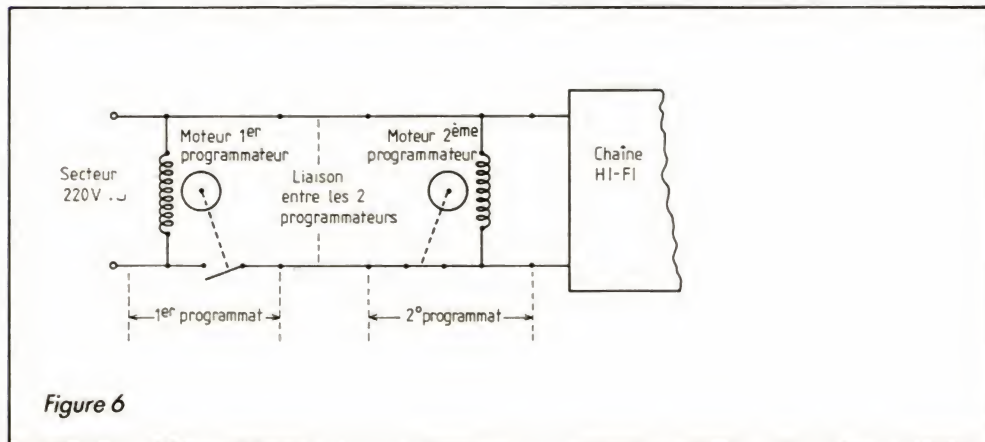 Moteur 1er
programmateur
Moteur 2ème
programmateur
Chaîne
HI-FI
Secteur
220V
Liaison
entre les 2
programmateurs
1er programmat
2° programmat
Figure 6